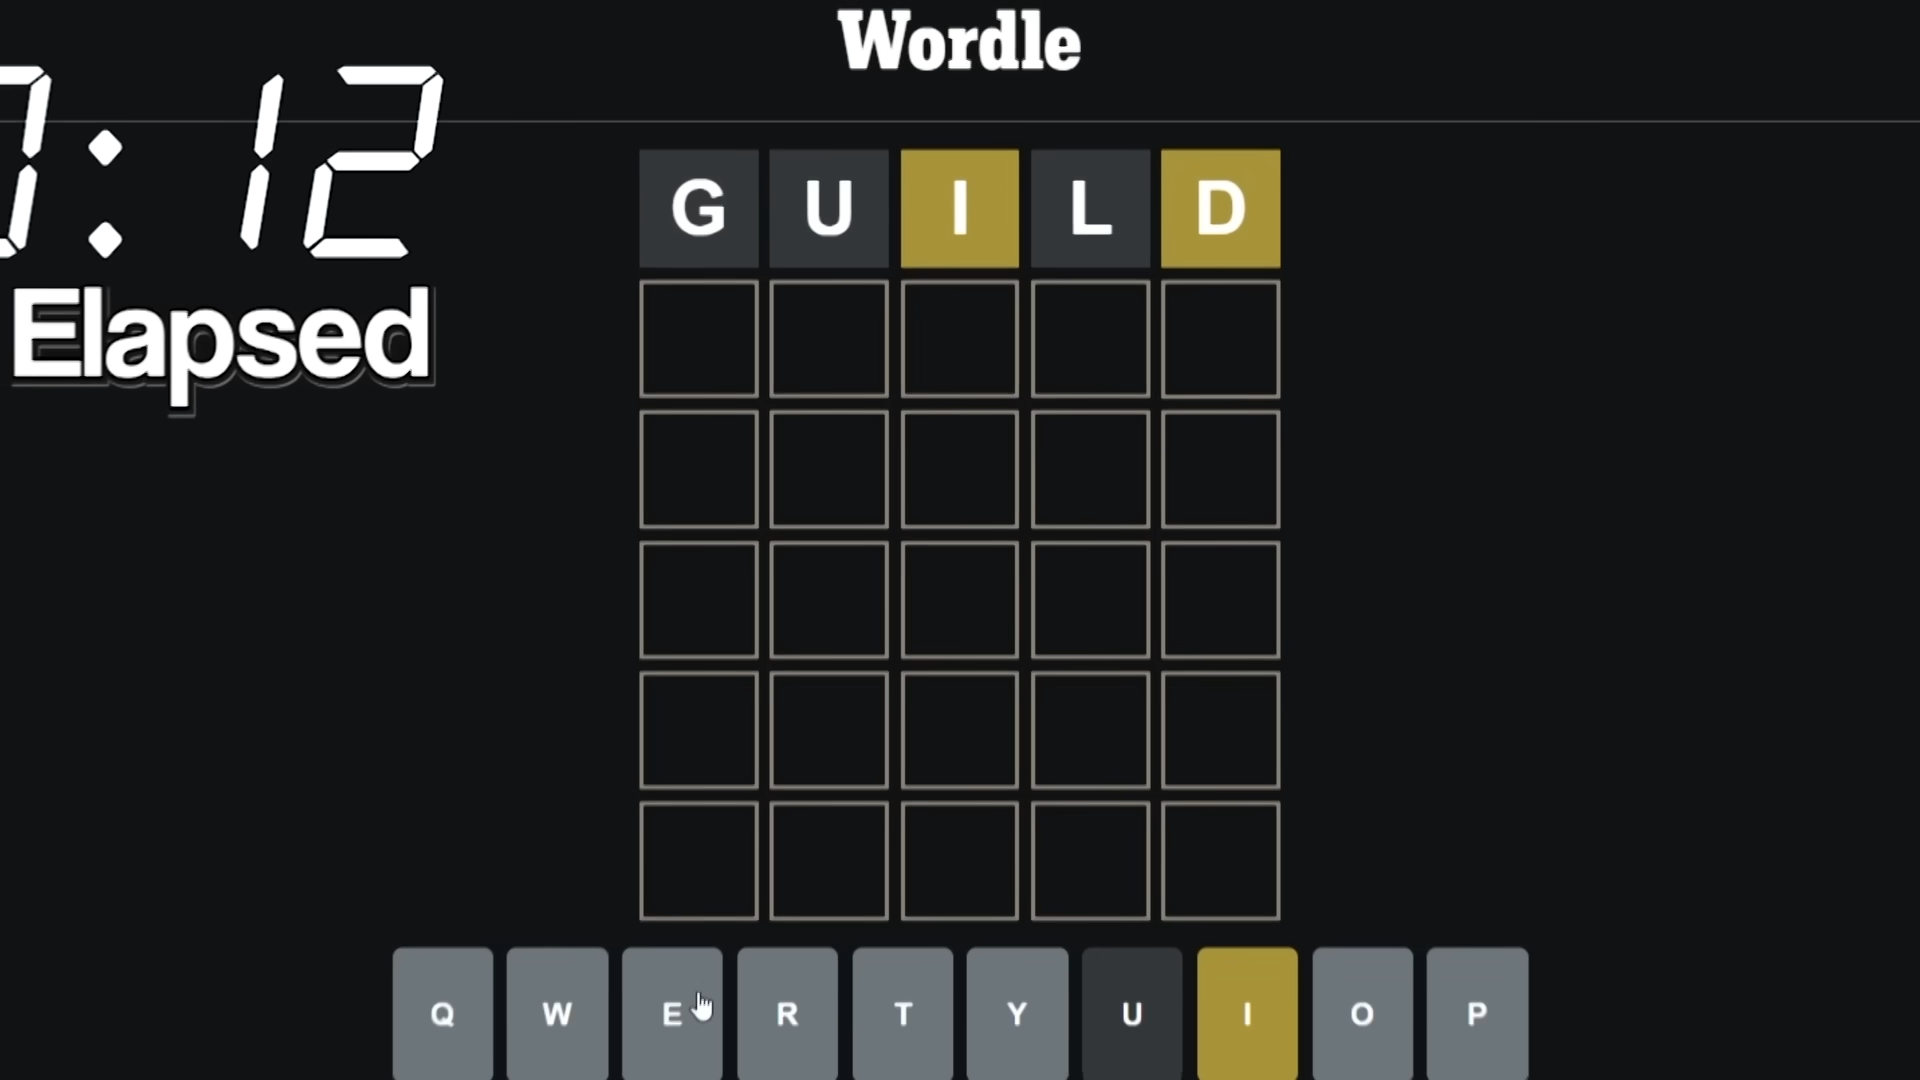 Wordle
:12
Elapsed
G U I L D
Q W E R T Y U I O P